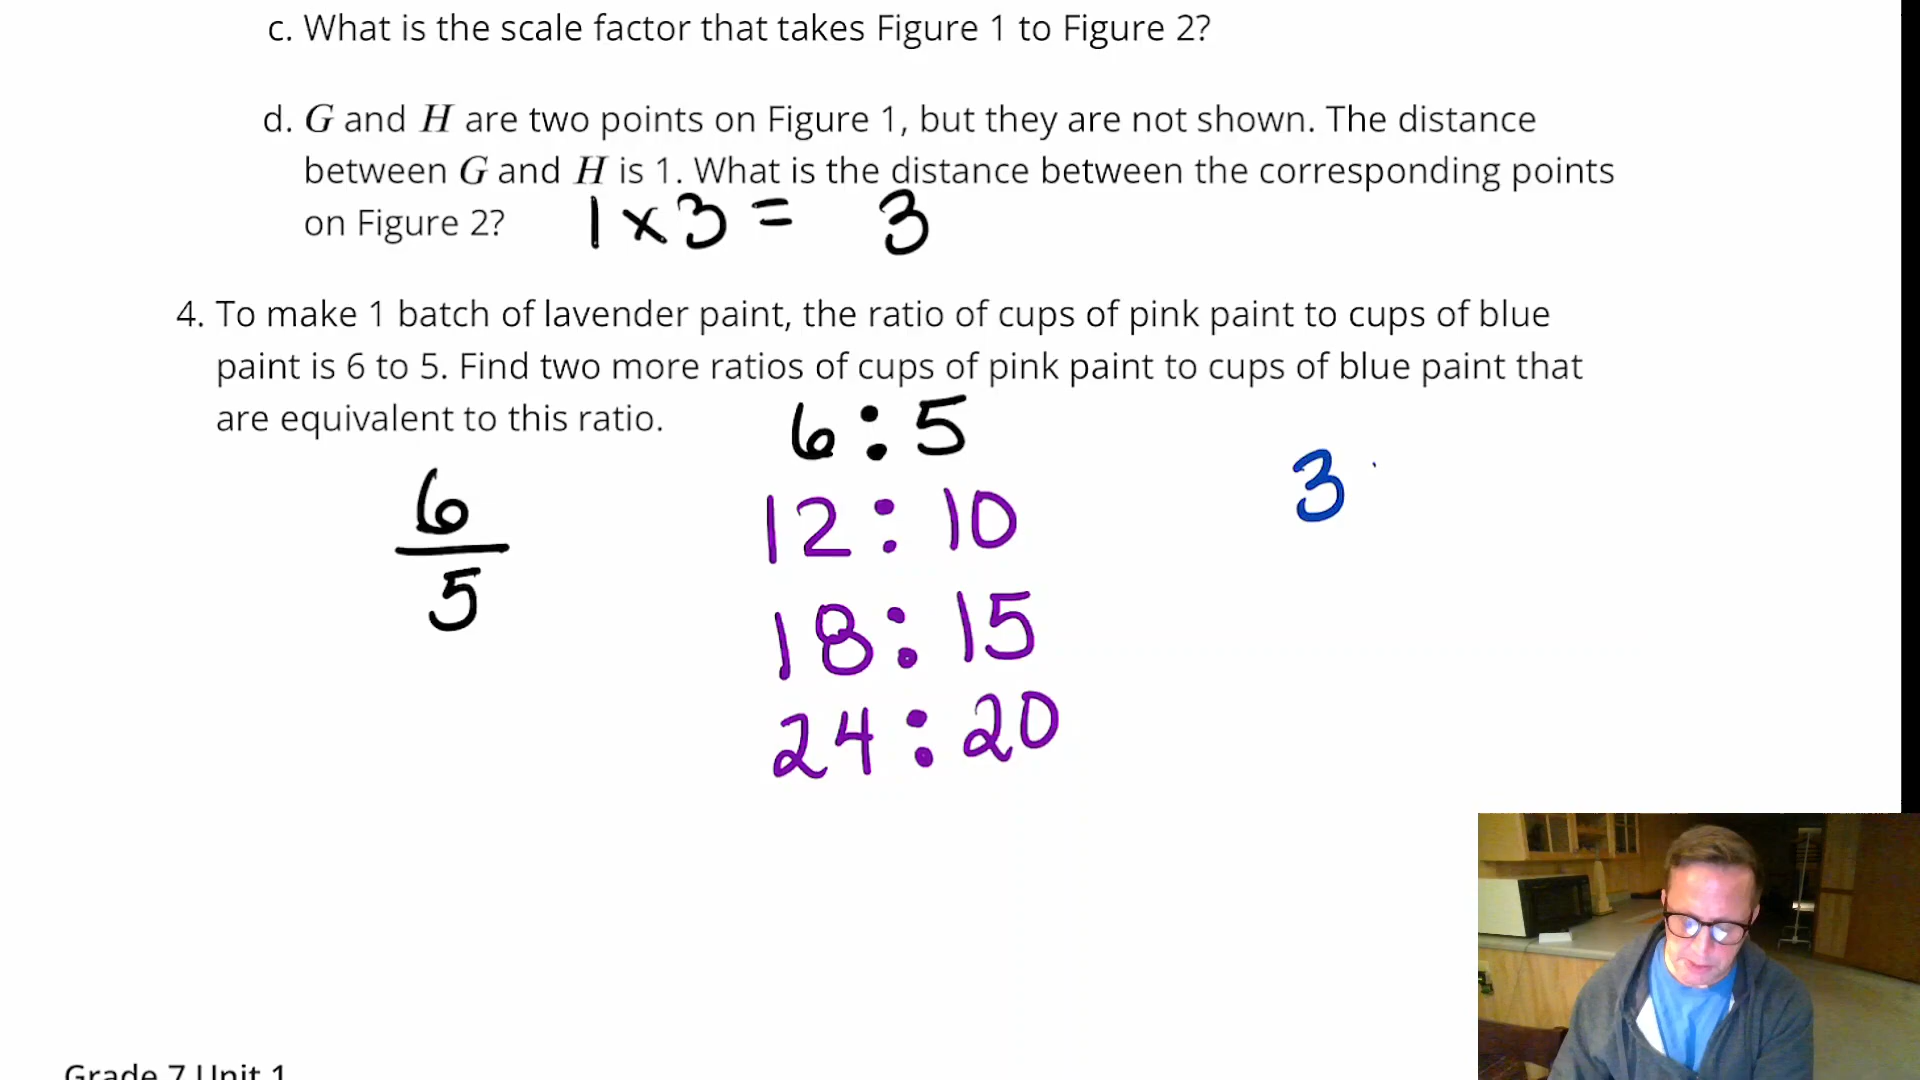 c. What is the scale factor that takes Figure 1 to Figure 2?
d. G and H are two points on Figure 1, but they are not shown. The distance
between G and H is 1. What is the distance between the corresponding points
on Figure 2? 1 × 3 = 3
4. To make 1 batch of lavender paint, the ratio of cups of pink paint to cups of blue
paint is 6 to 5. Find two more ratios of cups of pink paint to cups of blue paint that
are equivalent to this ratio.
6 : 5
6
5
12 : 10
18 : 15
24 : 20
3
Grade 7 Unit 1